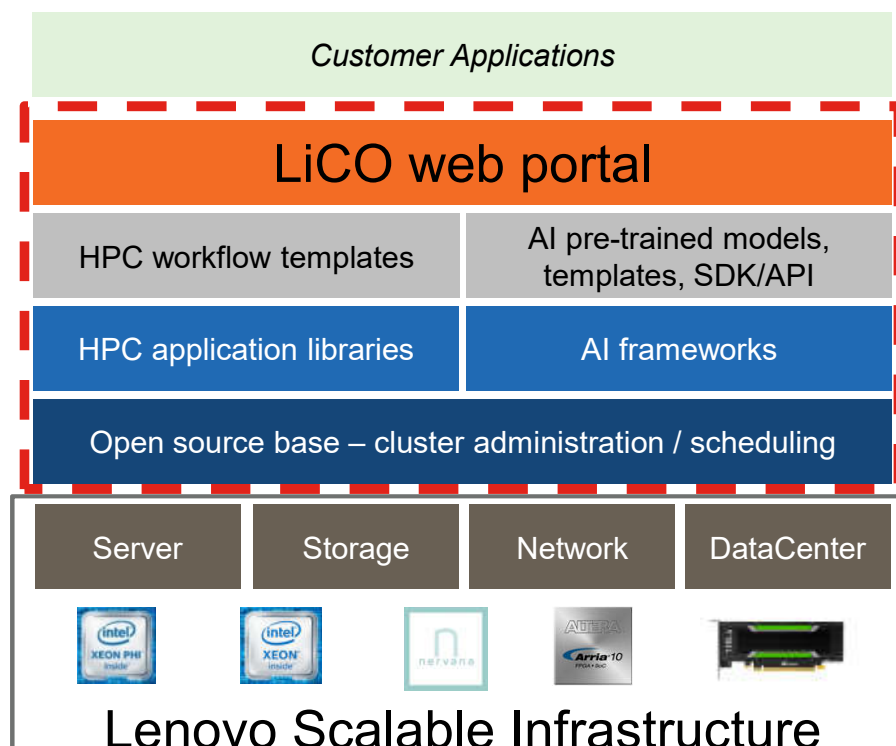 Customer Applications
LiCO web portal
HPC workflow templates
AI pre-trained models,
templates, SDK/API
HPC application libraries
AI frameworks
Open source base – cluster administration / scheduling
Server
Storage
Network
DataCenter
intel
XEON PHI
inside
intel
XEON
inside
n
nervana
ALTERA
Arria 10
FPGA • SoC
Lenovo Scalable Infrastructure